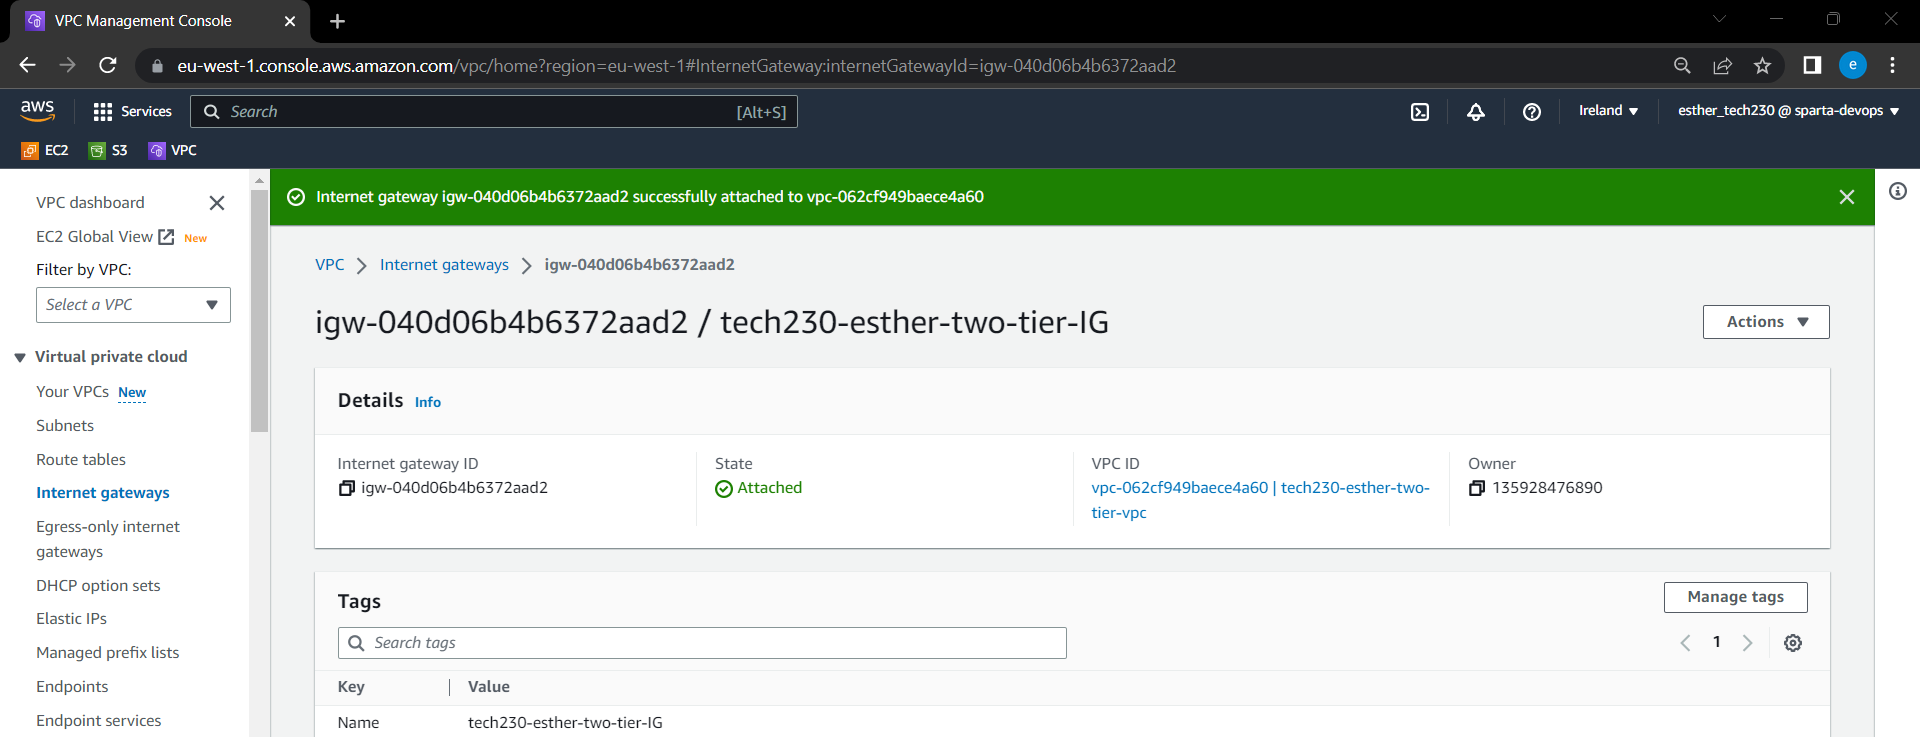 VPC Management Console
eu-west-1.console.aws.amazon.com/vpc/home?region=eu-west-1#InternetGateway:internetGatewayId=igw-040d06b4b6372aad2
e
aws
Services
Search
[Alt+S]
Ireland
esther_tech230 @ sparta-devops
EC2
S3
VPC
VPC dashboard
EC2 Global View
New
Filter by VPC:
Select a VPC
Virtual private cloud
Your VPCs
New
Subnets
Route tables
Internet gateways
Egress-only internet
gateways
DHCP option sets
Elastic IPs
Managed prefix lists
Endpoints
Endpoint services
Internet gateway igw-040d06b4b6372aad2 successfully attached to vpc-062cf949baece4a60
VPC
Internet gateways
igw-040d06b4b6372aad2
igw-040d06b4b6372aad2 / tech230-esther-two-tier-IG
Actions
Details
Info
Internet gateway ID
igw-040d06b4b6372aad2
State
Attached
VPC ID
vpc-062cf949baece4a60 | tech230-esther-two-
tier-vpc
Owner
135928476890
Tags
Manage tags
Search tags
1
Key
Value
Name
tech230-esther-two-tier-IG